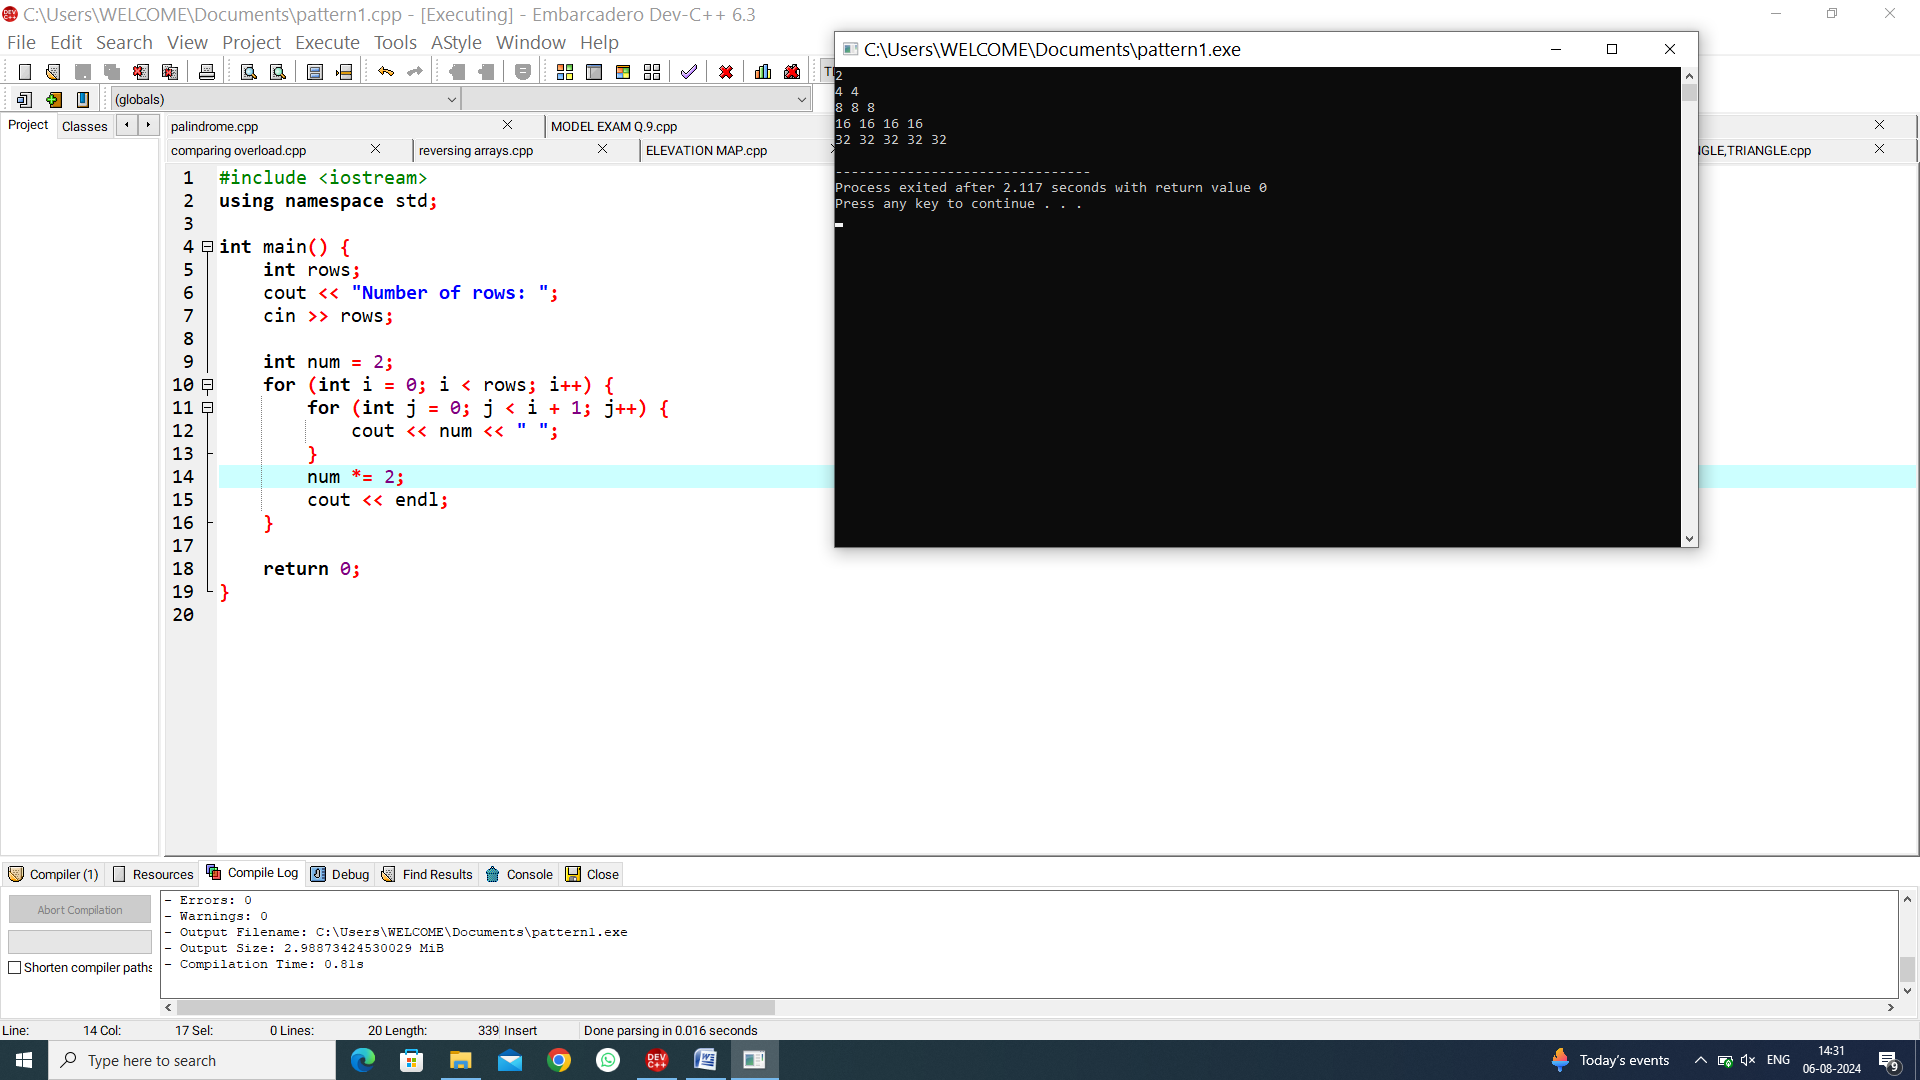 C:\Users\WELCOME\Documents\pattern1.cpp - [Executing] - Embarcadero Dev-C++ 6.3
File Edit Search View Project Execute Tools AStyle Window Help
(globals)
Project Classes
palindrome.cpp MODEL EXAM Q.9.cpp
comparing overload.cpp reversing arrays.cpp ELEVATION MAP.cpp NGLE,TRIANGLE.cpp
1 #include <iostream>
2 using namespace std;
3
4 int main() {
5 int rows;
6 cout << "Number of rows: ";
7 cin >> rows;
8
9 int num = 2;
10 for (int i = 0; i < rows; i++) {
11 for (int j = 0; j < i + 1; j++) {
12 cout << num << " ";
13 }
14 num *= 2;
15 cout << endl;
16 }
17
18 return 0;
19 }
20
C:\Users\WELCOME\Documents\pattern1.exe
2
4 4
8 8 8
16 16 16 16
32 32 32 32 32
--------------------------------
Process exited after 2.117 seconds with return value 0
Press any key to continue . . .
Compiler (1) Resources Compile Log Debug Find Results Console Close
Abort Compilation
Shorten compiler paths
- Errors: 0
- Warnings: 0
- Output Filename: C:\Users\WELCOME\Documents\pattern1.exe
- Output Size: 2.98873424530029 MiB
- Compilation Time: 0.81s
Line: 14 Col: 17 Sel: 0 Lines: 20 Length: 339 Insert Done parsing in 0.016 seconds
Type here to search
DEV C++
Today's events
ENG
14:31
06-08-2024
9